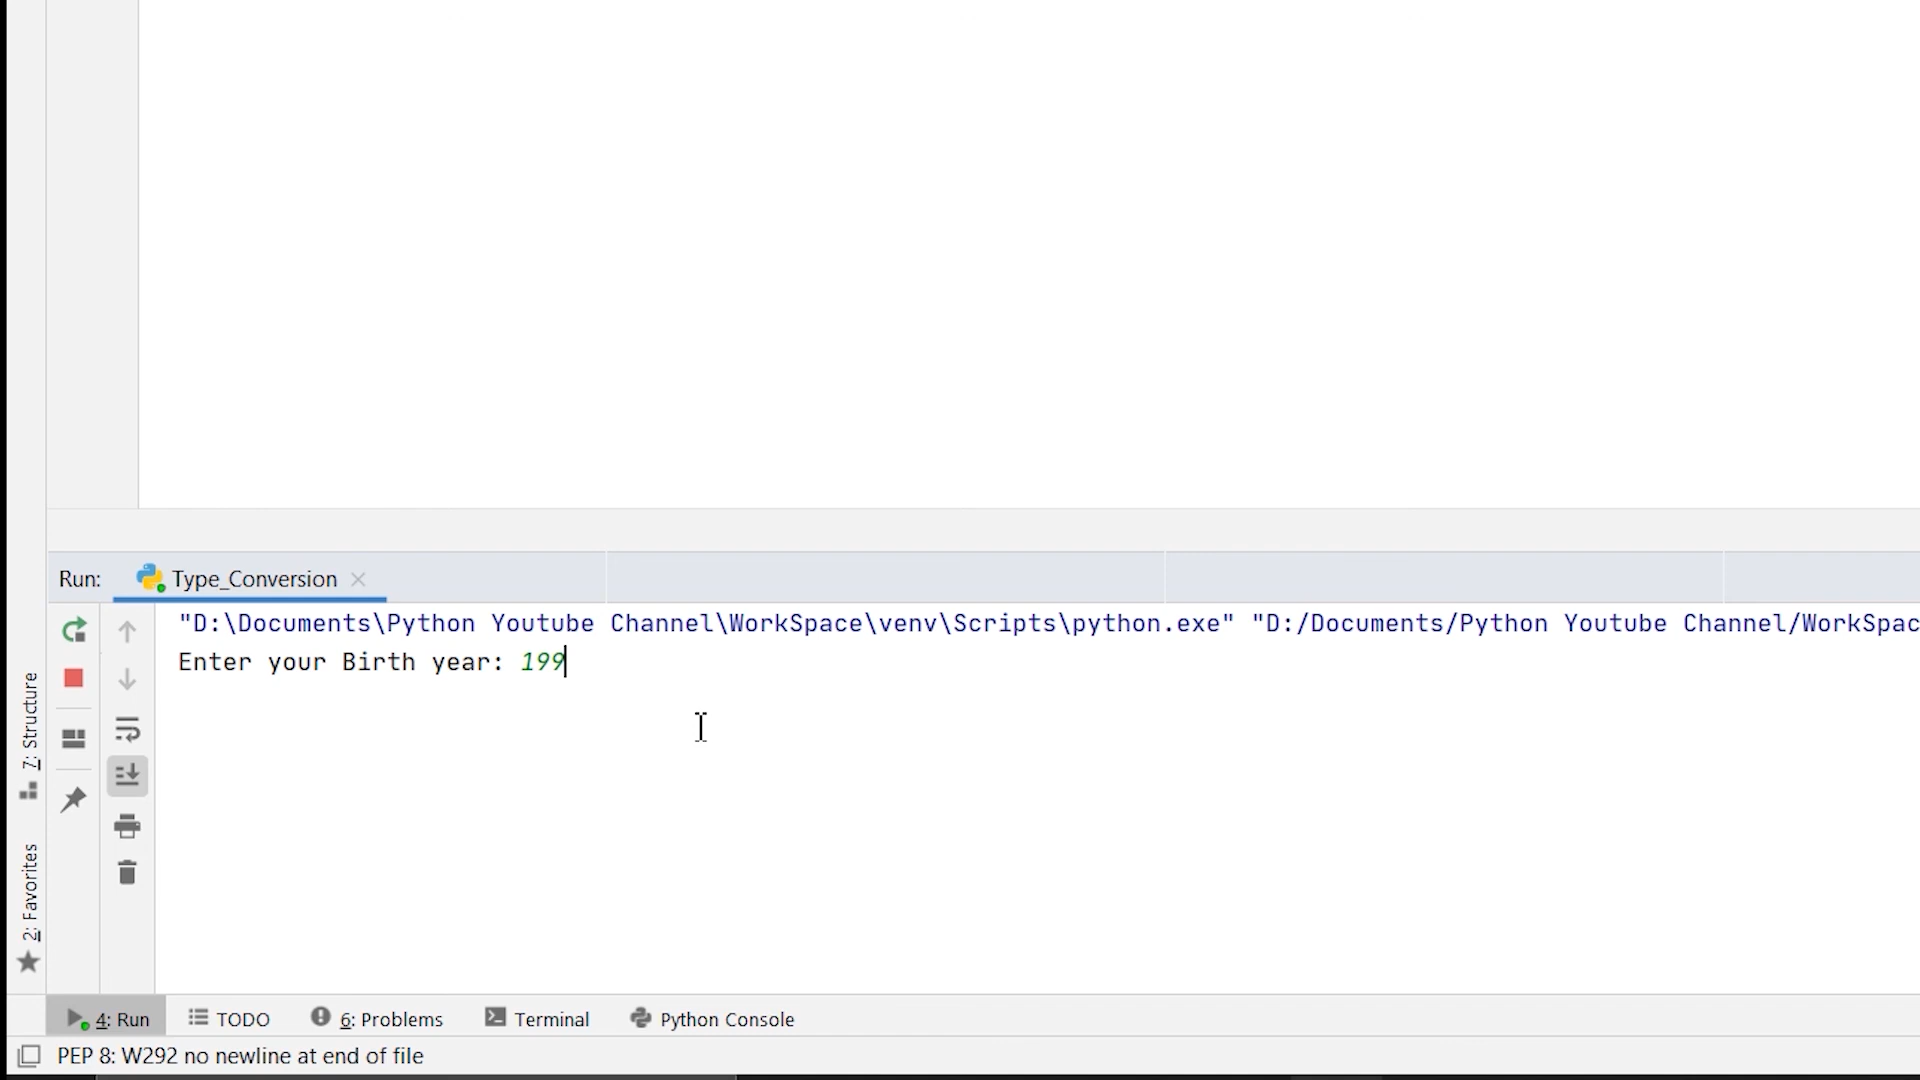 Run: Type_Conversion
"D:\Documents\Python Youtube Channel\WorkSpace\venv\Scripts\python.exe" "D:/Documents/Python Youtube Channel/WorkSpac
Enter your Birth year: 199
7: Structure
2: Favorites
4: Run TODO 6: Problems Terminal Python Console
PEP 8: W292 no newline at end of file